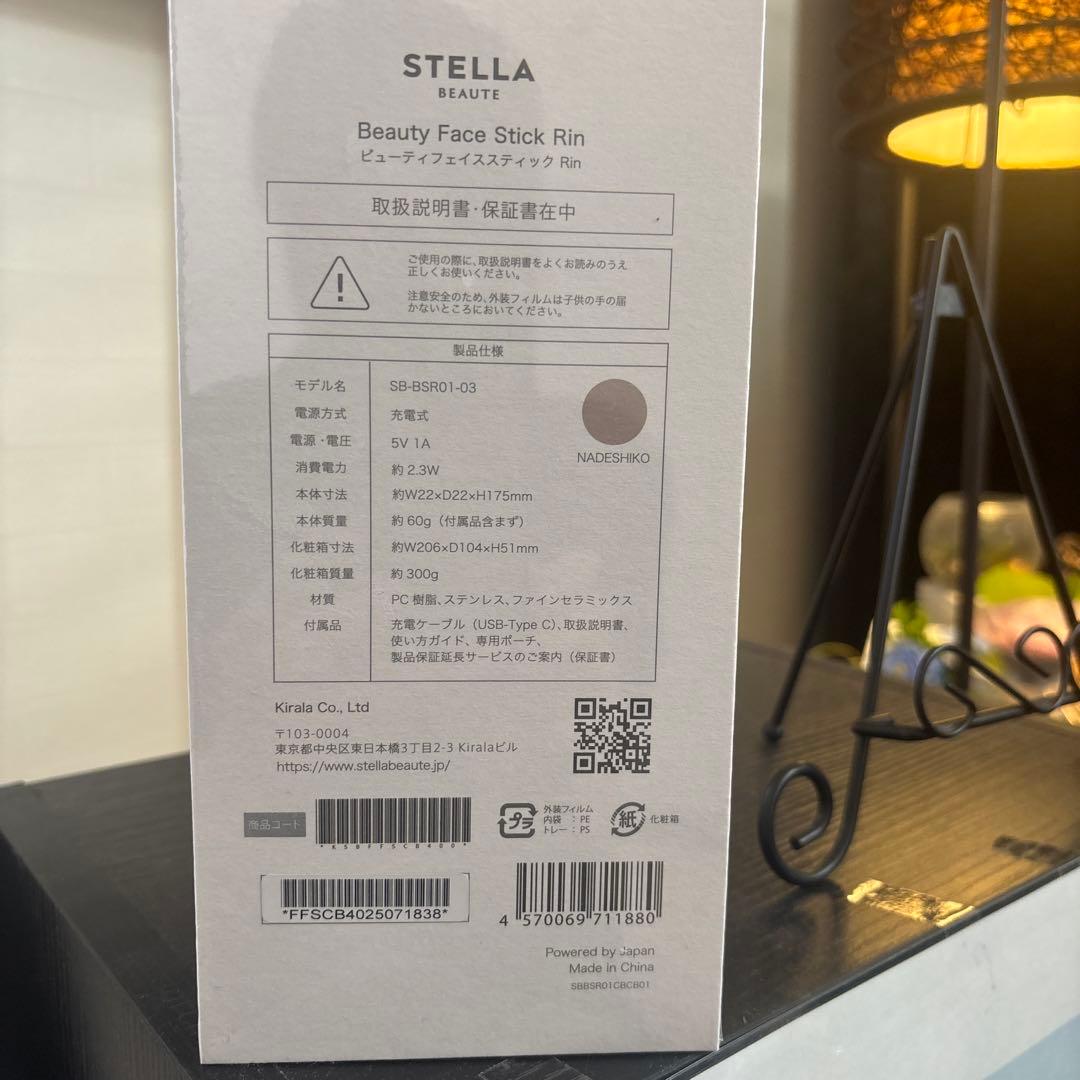 STELLA
BEAUTE
Beauty Face Stick Rin
ビューティフェイススティック Rin
取扱説明書・保証書在中
ご使用の際に、取扱説明書をよくお読みのうえ
正しくお使いください。
注意安全のため、外装フィルムは子供の手の届
かないところにおいてください。
製品仕様
モデル名 SB-BSR01-03
電源方式 充電式
電源・電圧 5V 1A
消費電力 約 2.3W
本体寸法 約W22×D22×H175mm
本体質量 約 60g（付属品含まず）
化粧箱寸法 約W206×D104×H51mm
化粧箱質量 約 300g
材質 PC 樹脂、ステンレス、ファインセラミックス
付属品 充電ケーブル（USB-Type C）、取扱説明書、
使い方ガイド、専用ポーチ、
製品保証延長サービスのご案内（保証書）
NADESHIKO
Kirala Co., Ltd
〒103-0004
東京都中央区東日本橋3丁目2-3 Kiralaビル
https://www.stellabeaute.jp/
商品コード
*KSBFFSCB400*
プラ
外装フィルム
内袋 : PE
トレー : PS
紙 化粧箱
*FFSCB4025071838*
4 570069 711880
Powered by Japan
Made in China
SBBSR01CBCB01